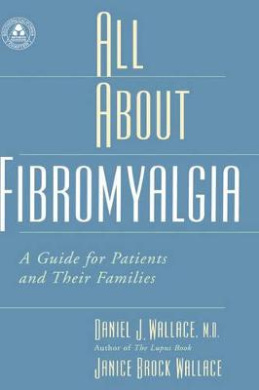 ALL
ABOUT
FIBROMYALGIA
A Guide for Patients
and Their Families
DANIEL J. WALLACE, M.D.
Author of The Lupus Book
JANICE BROCK WALLACE